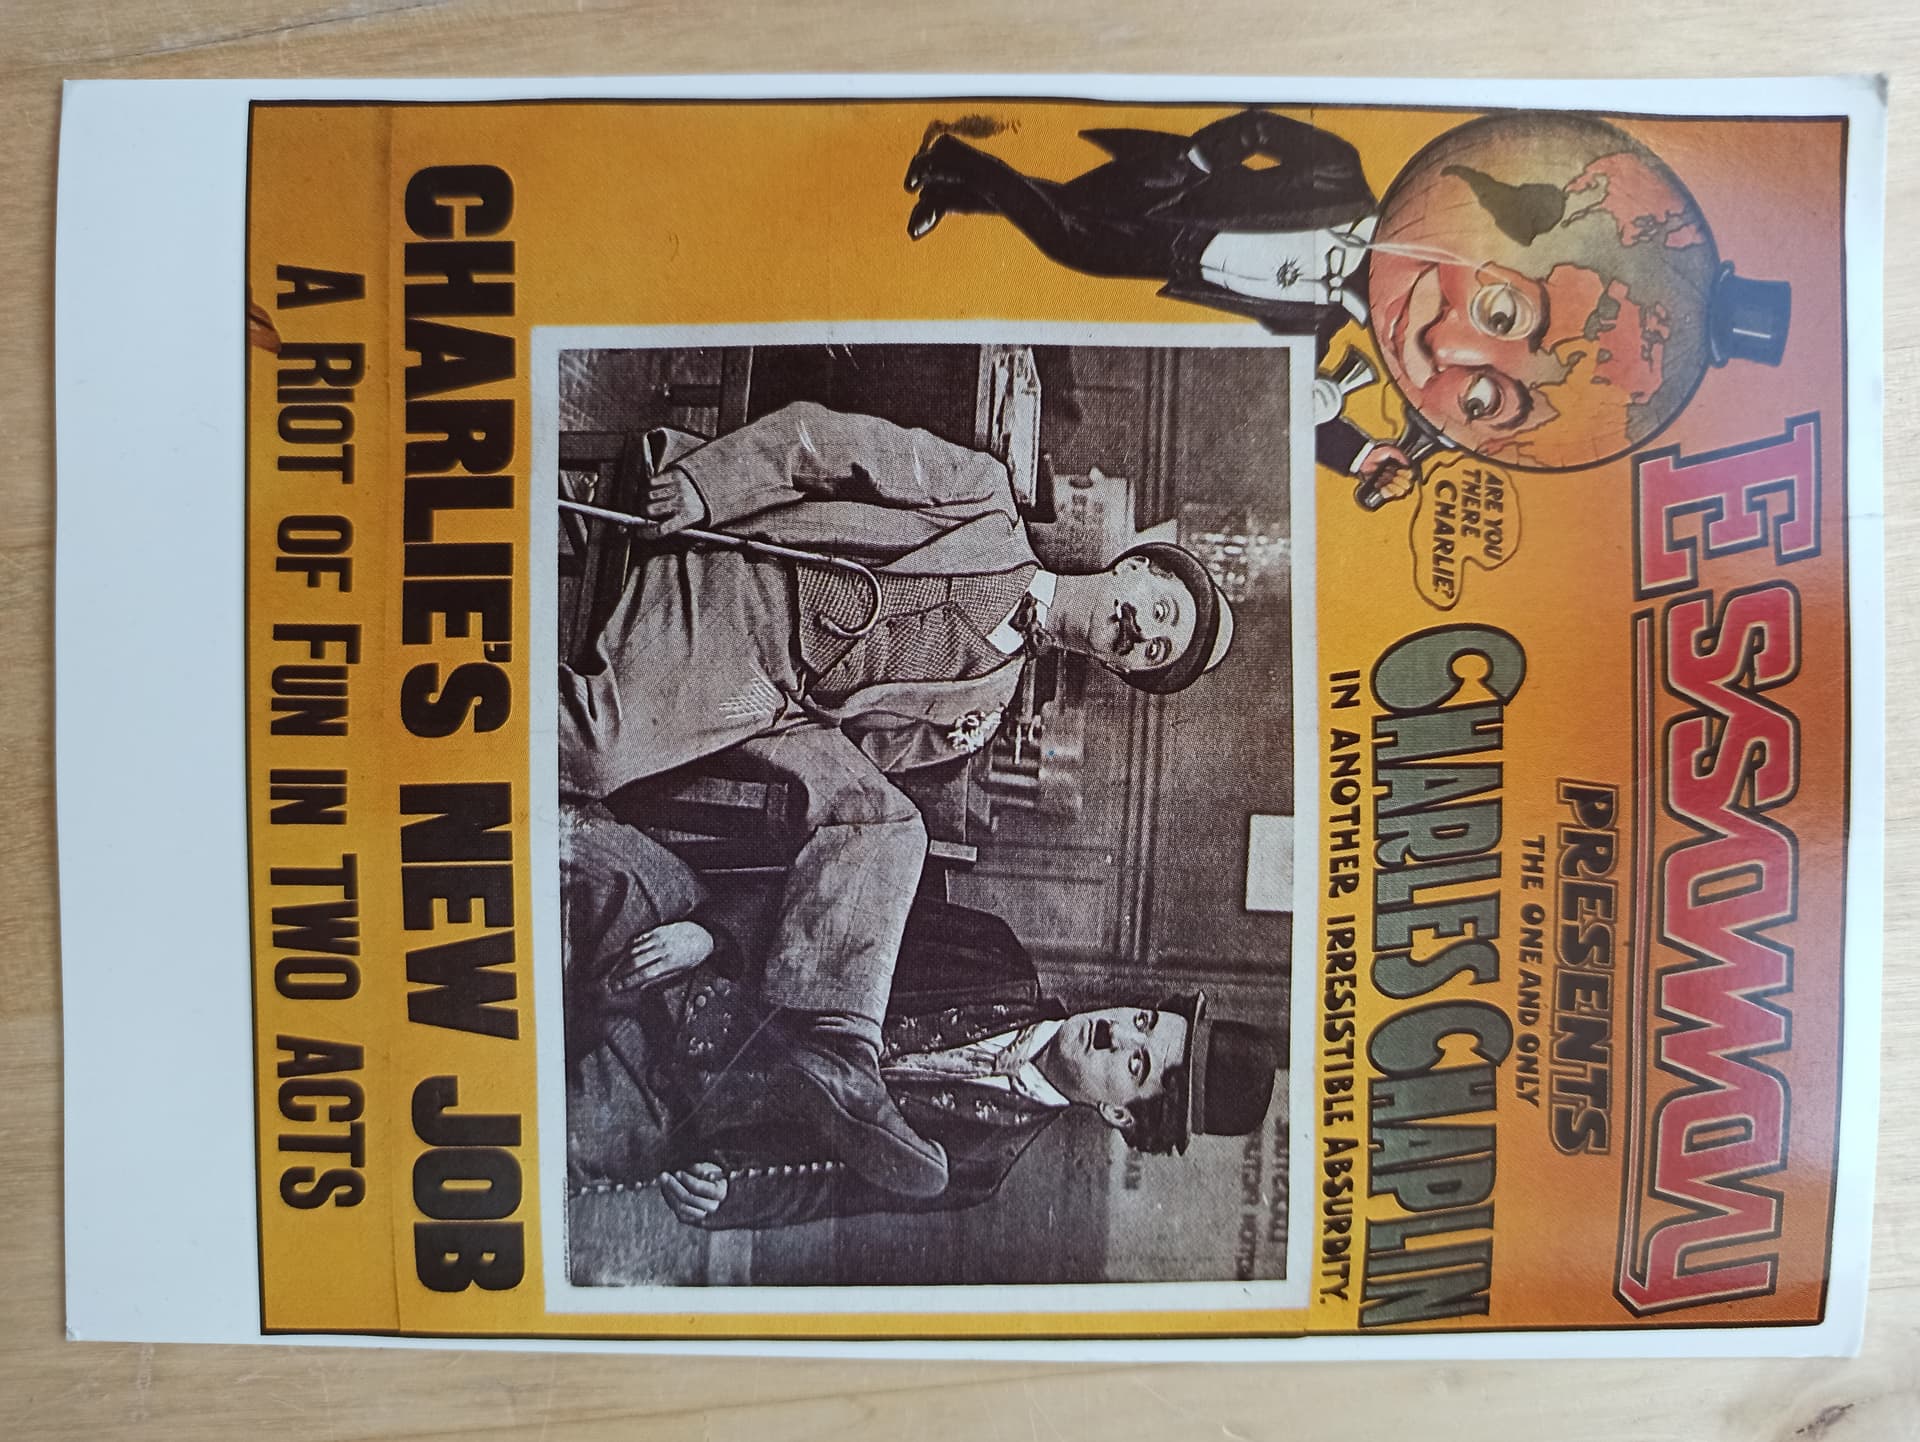 ESSAWAY
PRESENTS
THE ONE AND ONLY
CHARLES CHAPLIN
IN ANOTHER IRRESISTIBLE ABSURDITY.
ARE YOU
THERE
CHARLIE?
CHARLIE'S NEW JOB
A RIOT OF FUN IN TWO ACTS